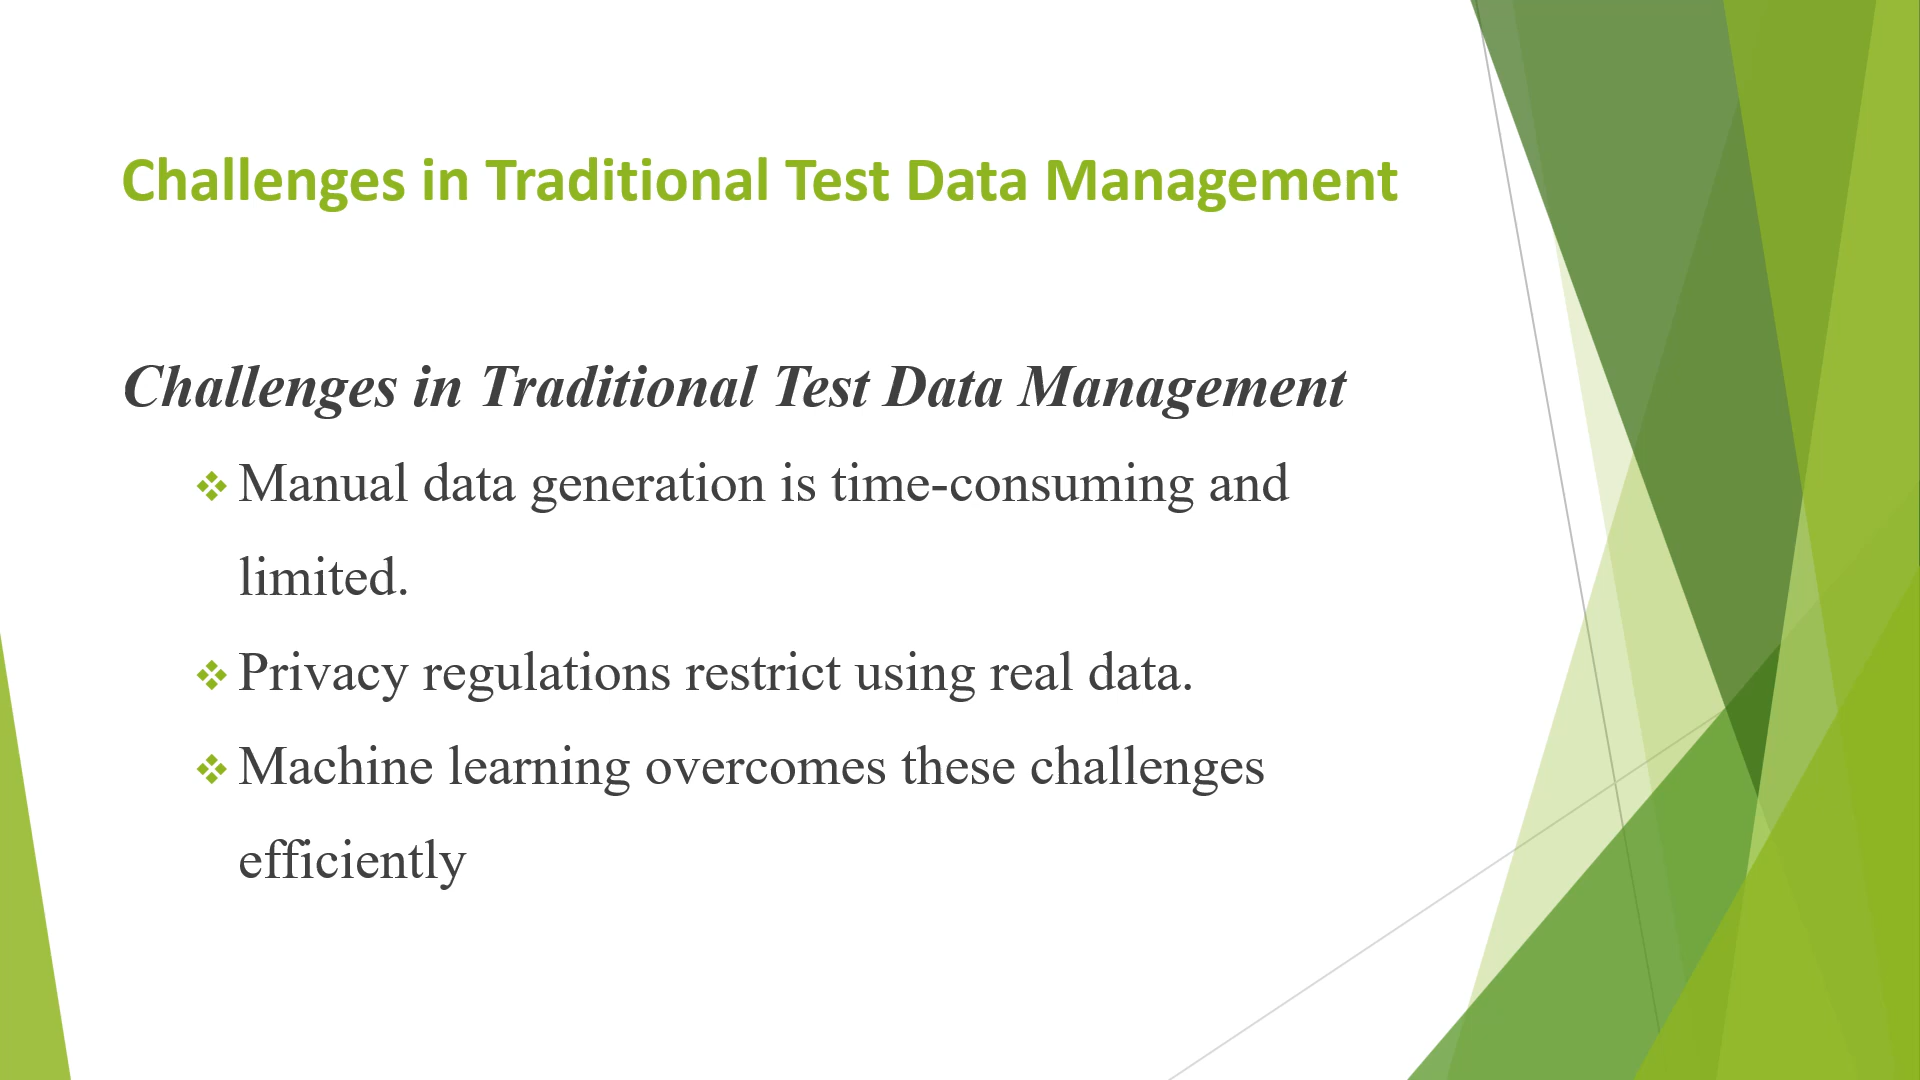 Challenges in Traditional Test Data Management
Challenges in Traditional Test Data Management
❖ Manual data generation is time-consuming and
limited.
❖ Privacy regulations restrict using real data.
❖ Machine learning overcomes these challenges
efficiently